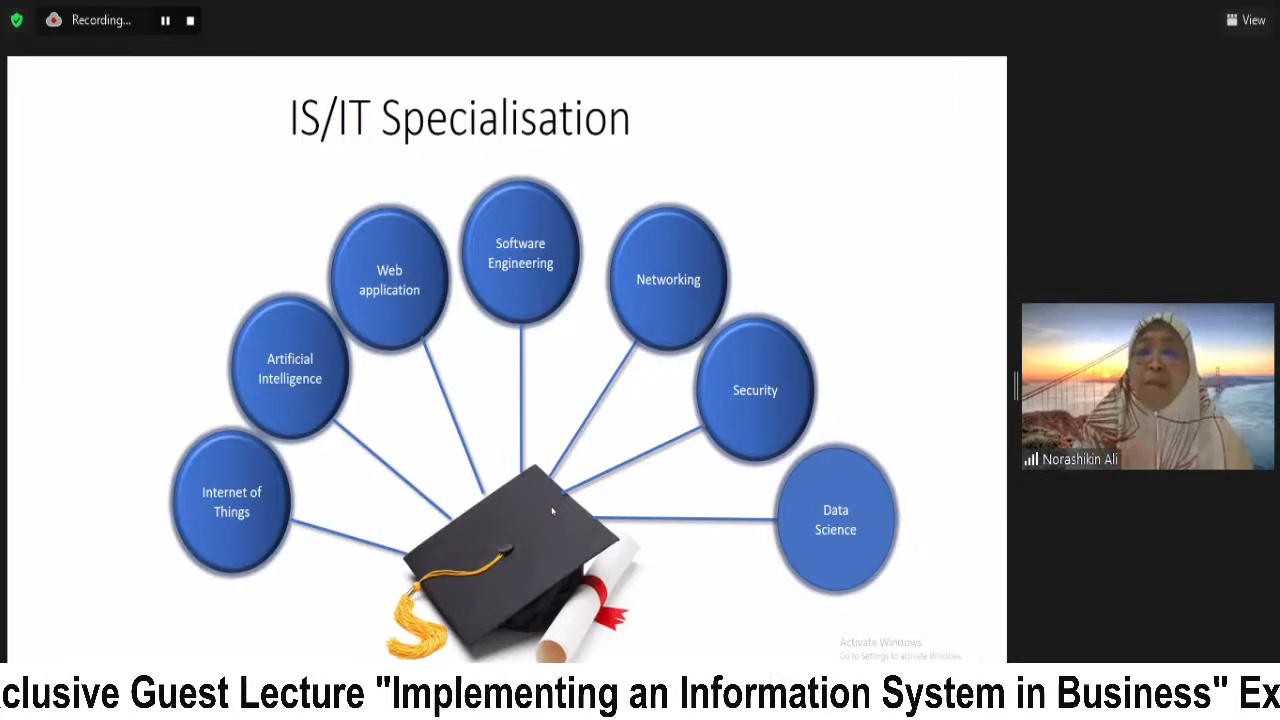 Recording...
View
IS/IT Specialisation
Software
Engineering
Web
application
Networking
Artificial
Intelligence
Security
Internet of
Things
Data
Science
Norashikin Ali
Activate Windows
Go to Settings to activate Windows.
clusive Guest Lecture "Implementing an Information System in Business" Ex